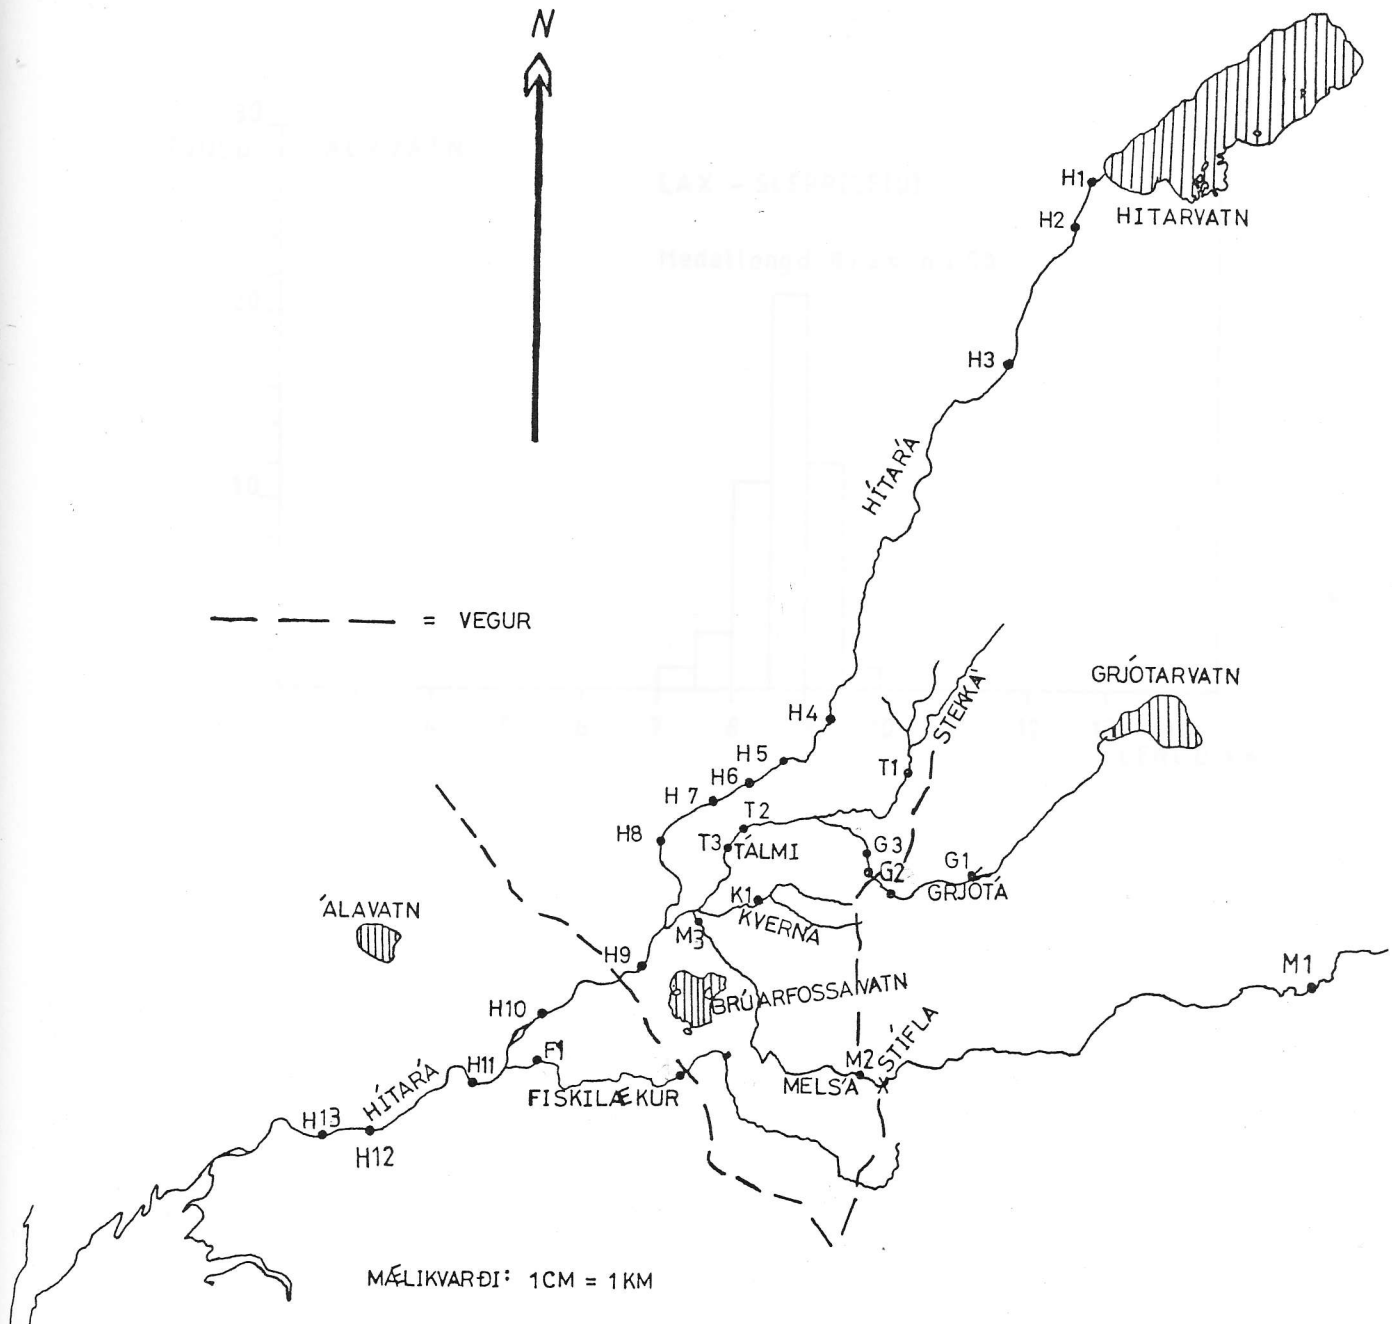 N
H1
HITARVATN
H2
H3
HÍTARÁ
= VEGUR
GRJÓTARVATN
STEKKÁ
H4
H5
T1
H6
H7
T2
H8
T3
TÁLMI
G3
G1
G2
GRJÓTÁ
K1
KVERNÁ
ÁLAVATN
M3
H9
M1
BRÚARFOSSAVATN
H10
STÍFLA
F1
M2
H11
MELSÁ
HÍTARÁ
FISKILÆKUR
H13
H12
MÆLIKVARÐI: 1CM = 1KM